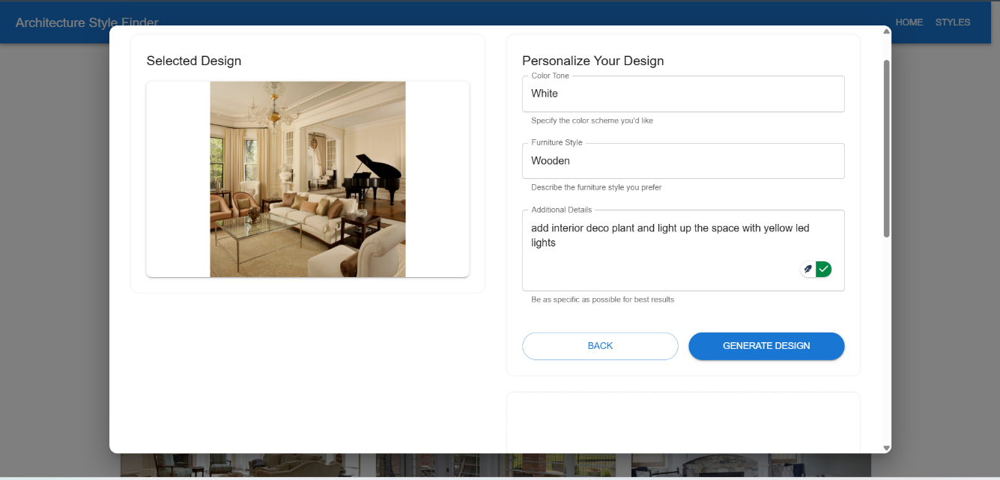 Architecture Style Finder
HOME
STYLES
Selected Design
Personalize Your Design
Color Tone
White
Specify the color scheme you'd like
Furniture Style
Wooden
Describe the furniture style you prefer
Additional Details
add interior deco plant and light up the space with yellow led
lights
Be as specific as possible for best results
BACK
GENERATE DESIGN